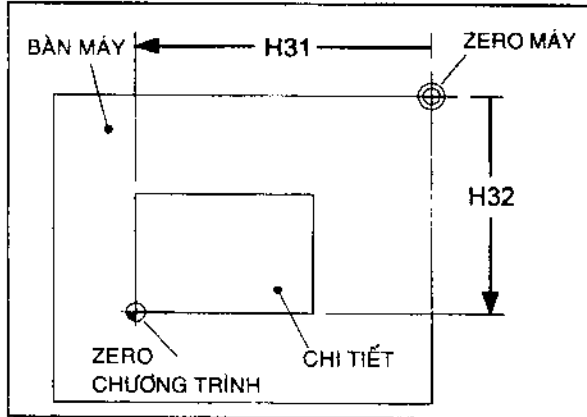 BÀN MÁY
H31
ZERO MÁY
H32
ZERO
CHƯƠNG TRÌNH
CHI TIẾT